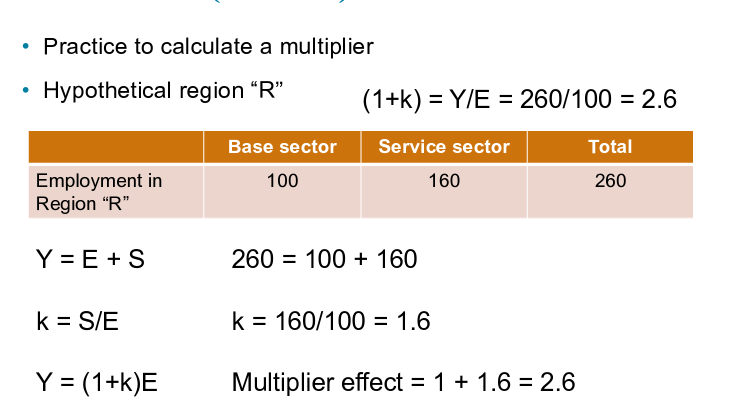 • Practice to calculate a multiplier
• Hypothetical region “R”
(1+k) = Y/E = 260/100 = 2.6
Base sector Service sector Total
Employment in Region “R” 100 160 260
Y = E + S 260 = 100 + 160
k = S/E k = 160/100 = 1.6
Y = (1+k)E Multiplier effect = 1 + 1.6 = 2.6